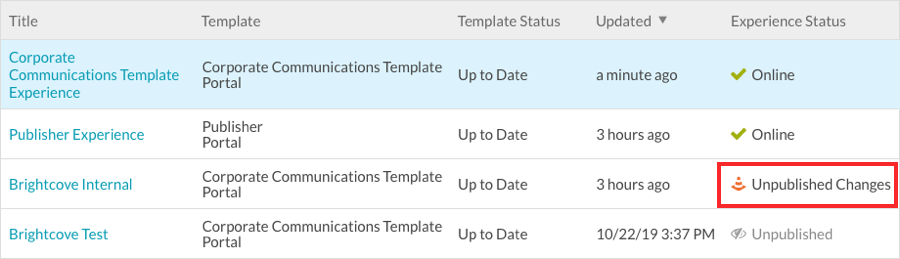 Title Template Template Status Updated Experience Status
Corporate
Communications Template
Experience
Corporate Communications Template
Portal
Up to Date
a minute ago
Online
Publisher Experience
Publisher
Portal
Up to Date
3 hours ago
Online
Brightcove Internal
Corporate Communications Template
Portal
Up to Date
3 hours ago
Unpublished Changes
Brightcove Test
Corporate Communications Template
Portal
Up to Date
10/22/19 3:37 PM
Unpublished